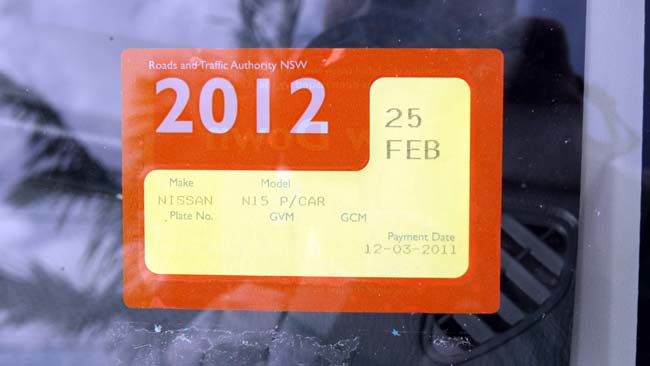 Roads and Traffic Authority NSW
2012
25
FEB
Make Model
NISSAN N15 P/CAR
Plate No. GVM GCM
Payment Date
12-03-2011